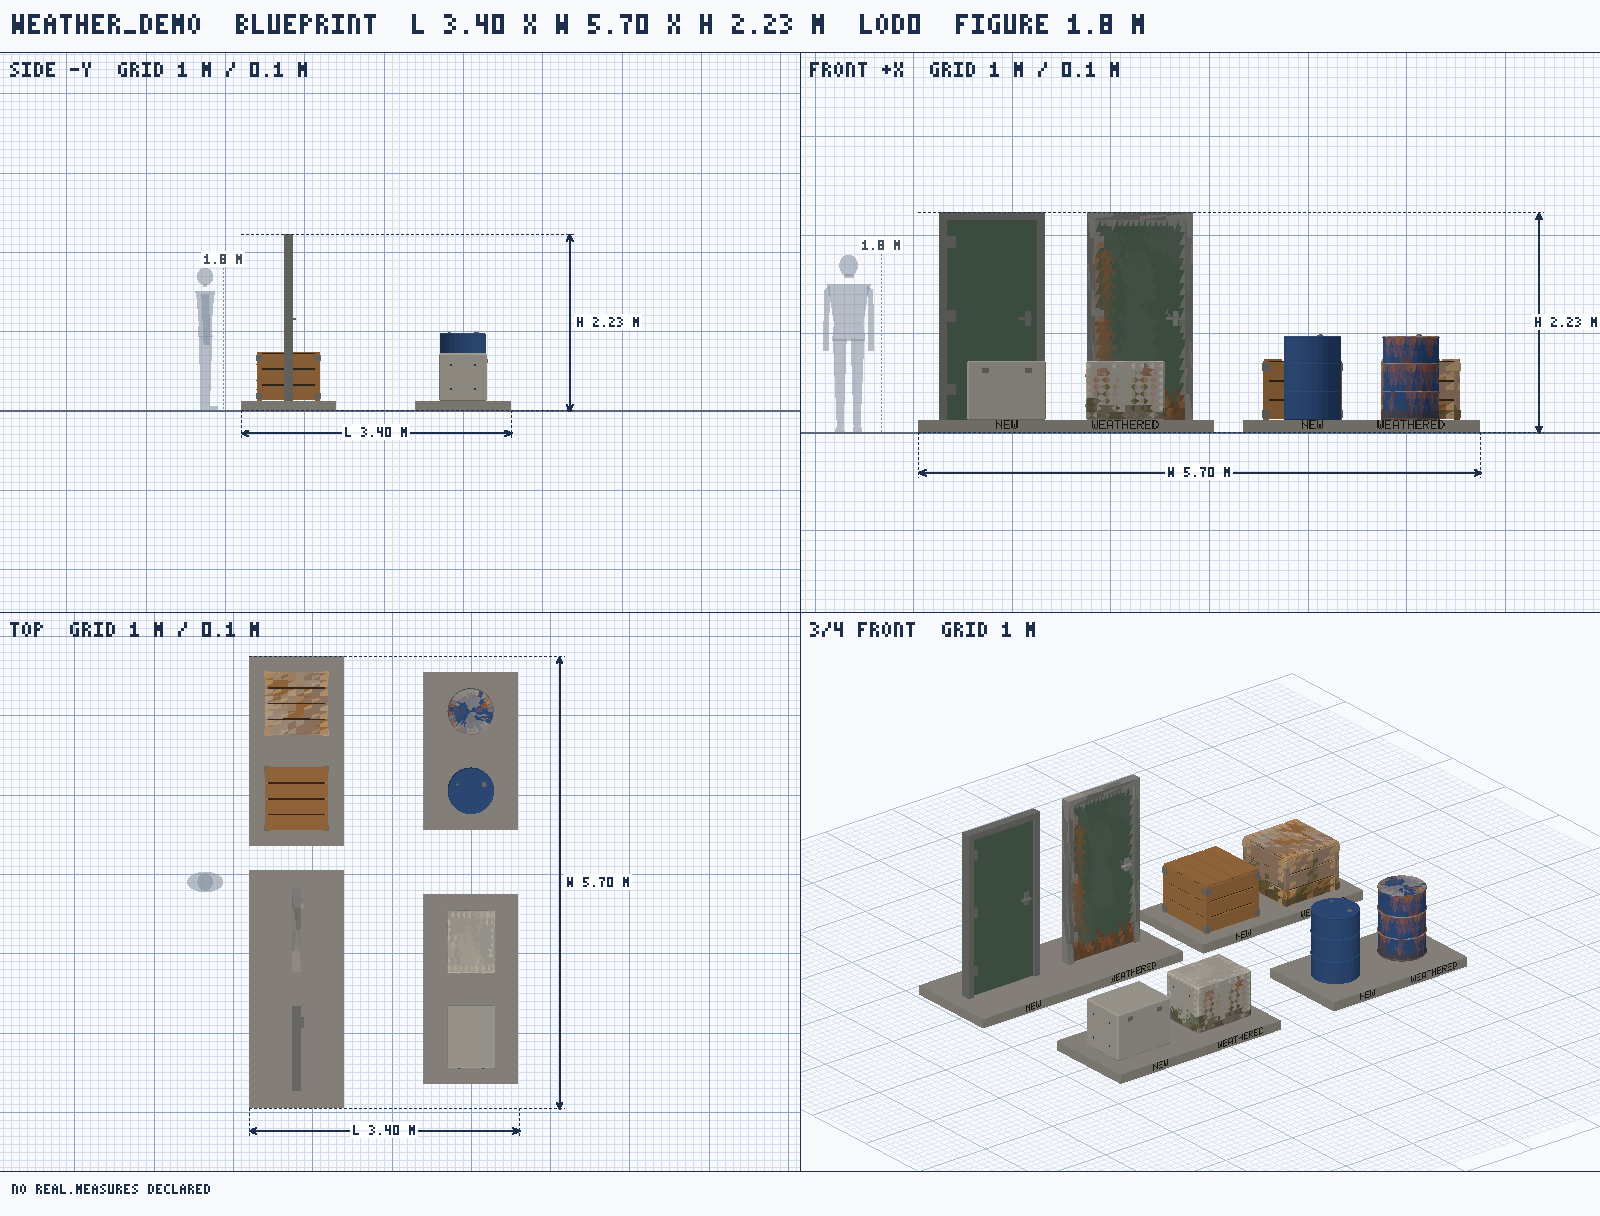 WEATHER_DEMO BLUEPRINT L 3.40 X W 5.70 X H 2.23 M LOD0 FIGURE 1.8 M
SIDE -Y GRID 1 M / 0.1 M
1.8 M
H 2.23 M
L 3.40 M
FRONT +X GRID 1 M / 0.1 M
1.8 M
H 2.23 M
NEW
WEATHERED
NEW
WEATHERED
W 5.70 M
TOP GRID 1 M / 0.1 M
W 5.70 M
L 3.40 M
3/4 FRONT GRID 1 M
NEW
WEATHERED
NEW
WE
NEW
WEATHERED
NEW
WEATHERED
NO REAL.MEASURES DECLARED